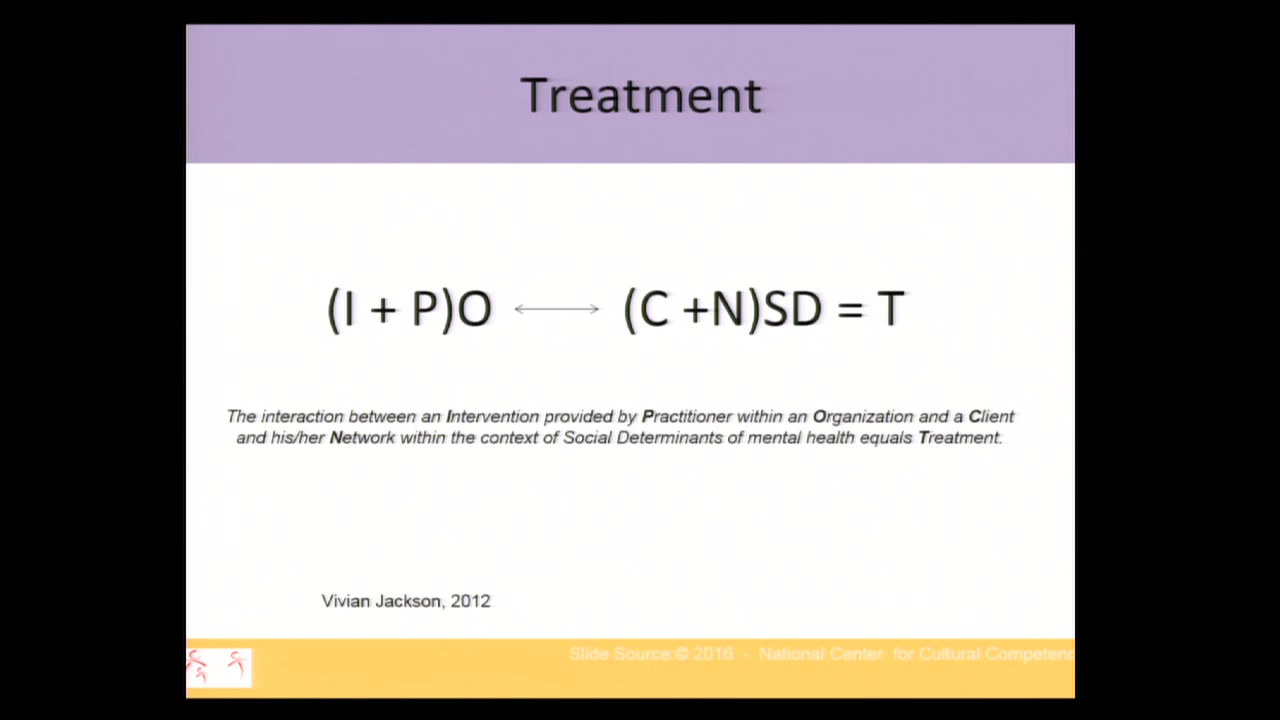 Treatment
(I + P)O ⟷ (C +N)SD = T
The interaction between an Intervention provided by Practitioner within an Organization and a Client
and his/her Network within the context of Social Determinants of mental health equals Treatment.
Vivian Jackson, 2012
Slide Source:© 2016 - National Center for Cultural Competenc